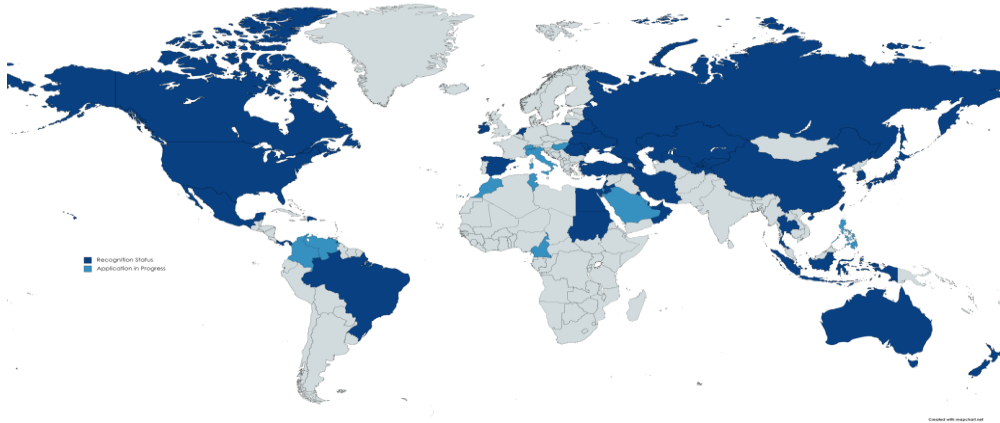 Recognition Status
Application In Progress
Created with mapchart.net